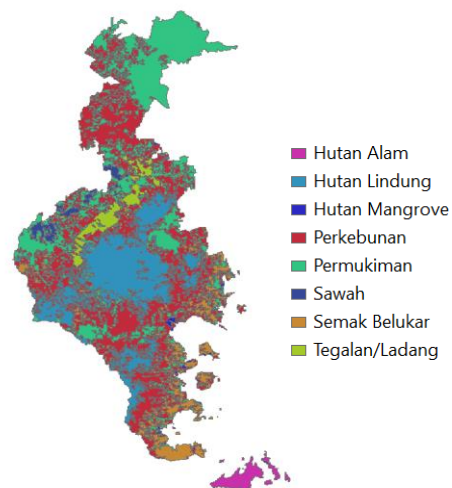 Hutan Alam
Hutan Lindung
Hutan Mangrove
Perkebunan
Permukiman
Sawah
Semak Belukar
Tegalan/Ladang